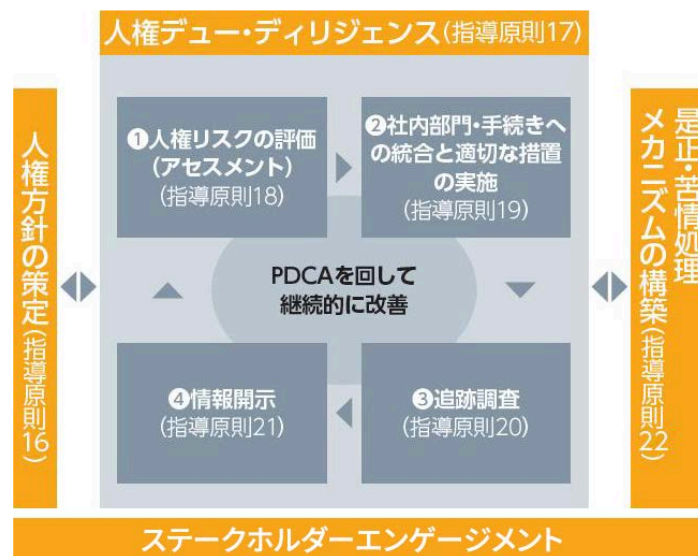 人権デュー・ディリジェンス(指導原則17)
人権方針の策定(指導原則16)
❶人権リスクの評価
(アセスメント)
(指導原則18)
❷社内部門・手続きへ
の統合と適切な措置
の実施
(指導原則19)
PDCAを回して
継続的に改善
❹情報開示
(指導原則21)
❸追跡調査
(指導原則20)
是正・苦情処理
メカニズムの構築(指導原則22)
ステークホルダーエンゲージメント